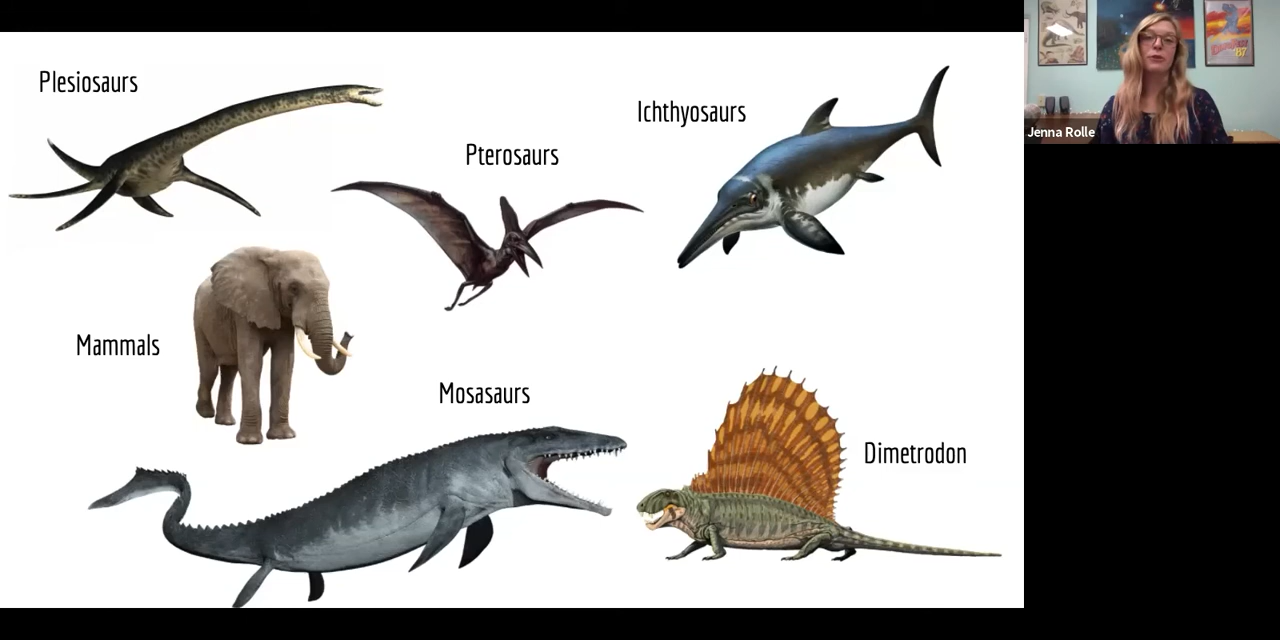 Plesiosaurs
Ichthyosaurs
Pterosaurs
Mammals
Mosasaurs
Dimetrodon
Jenna Rolle